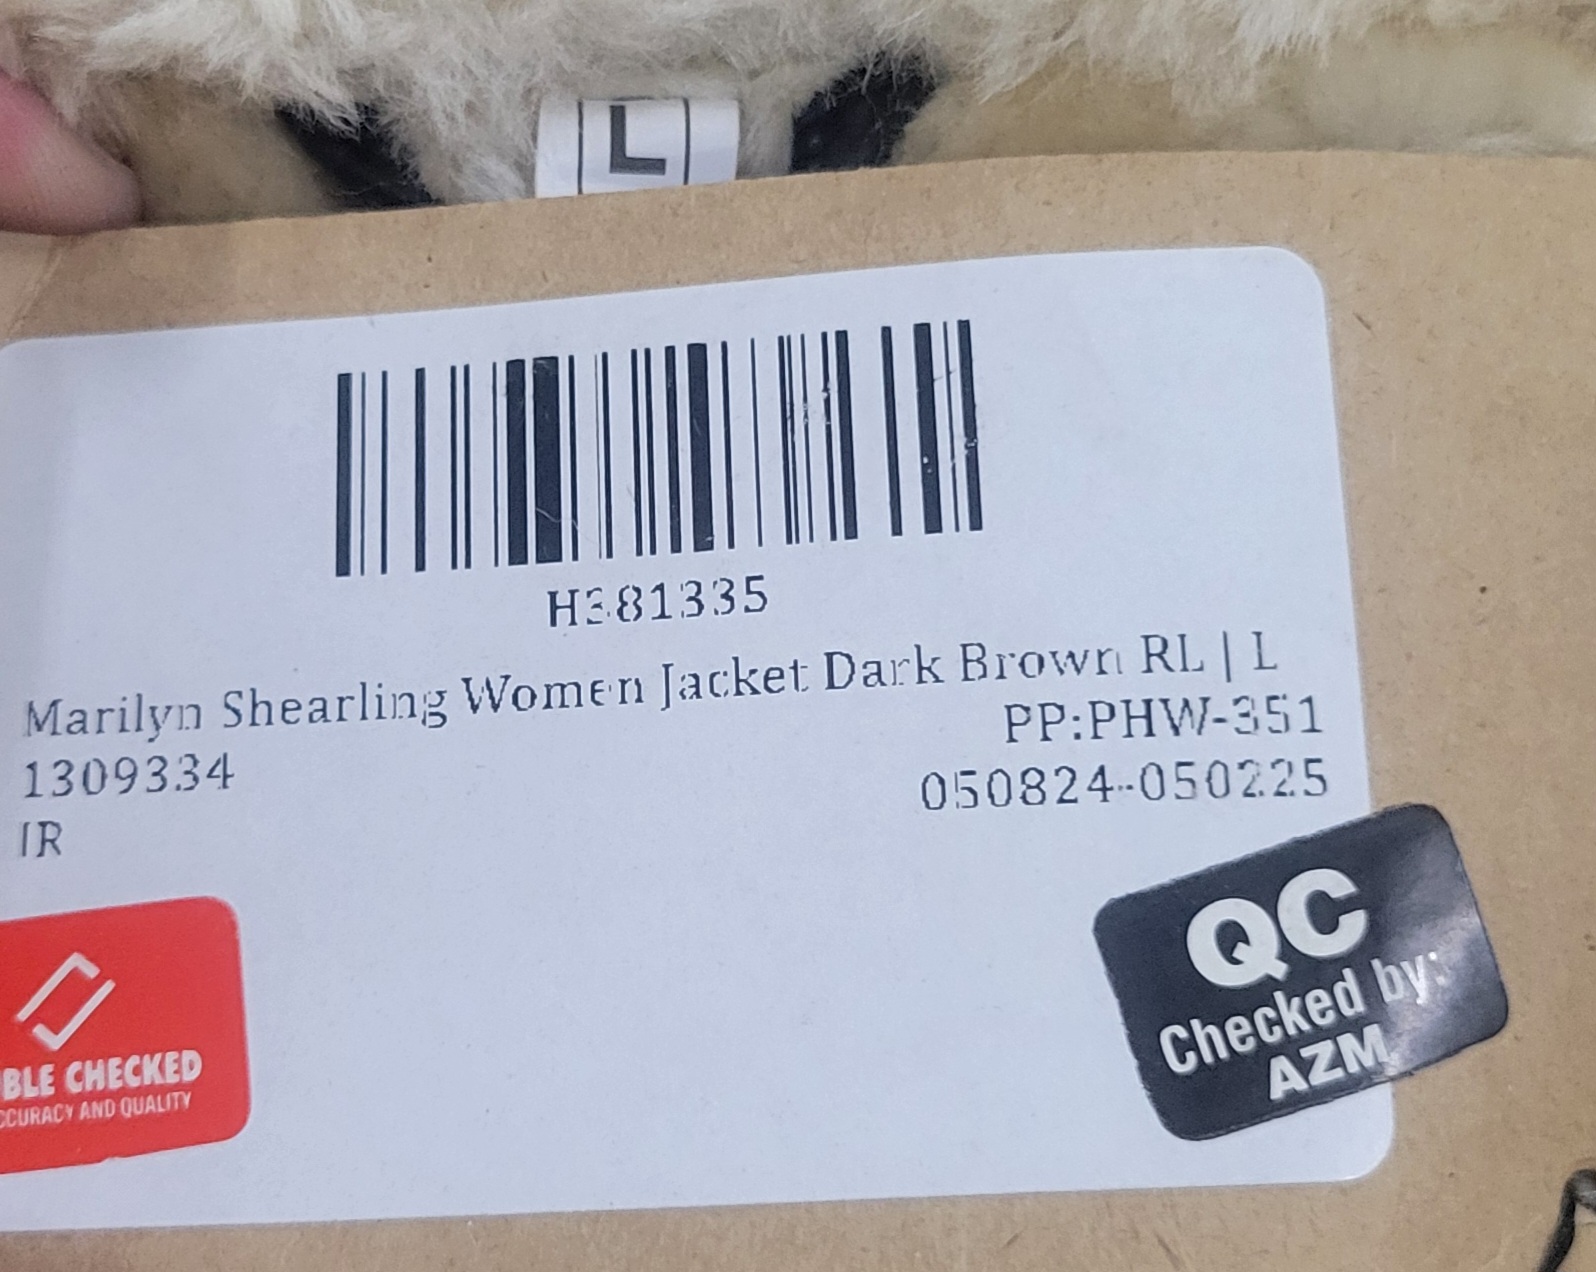 L
H381335
Marilyn Shearling Women Jacket Dark Brown RL | L
PP:PHW-351
1309334
050824-050225
IR
BLE CHECKED
CCURACY AND QUALITY
QC
Checked by:
AZM